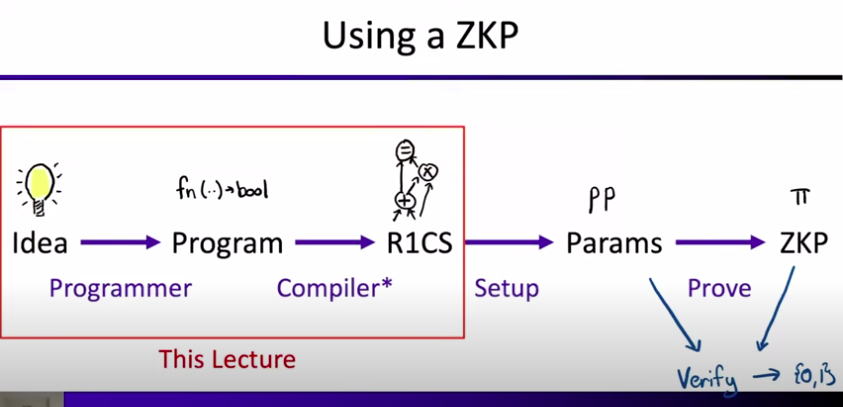 Using a ZKP
fn(..)→bool
= × +
pp π
Idea Program R1CS Params ZKP
Programmer Compiler* Setup Prove
This Lecture
Verify → {0,1}